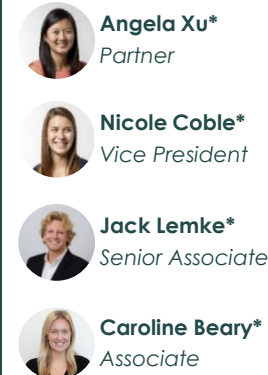 Angela Xu*
Partner
Nicole Coble*
Vice President
Jack Lemke*
Senior Associate
Caroline Beary*
Associate